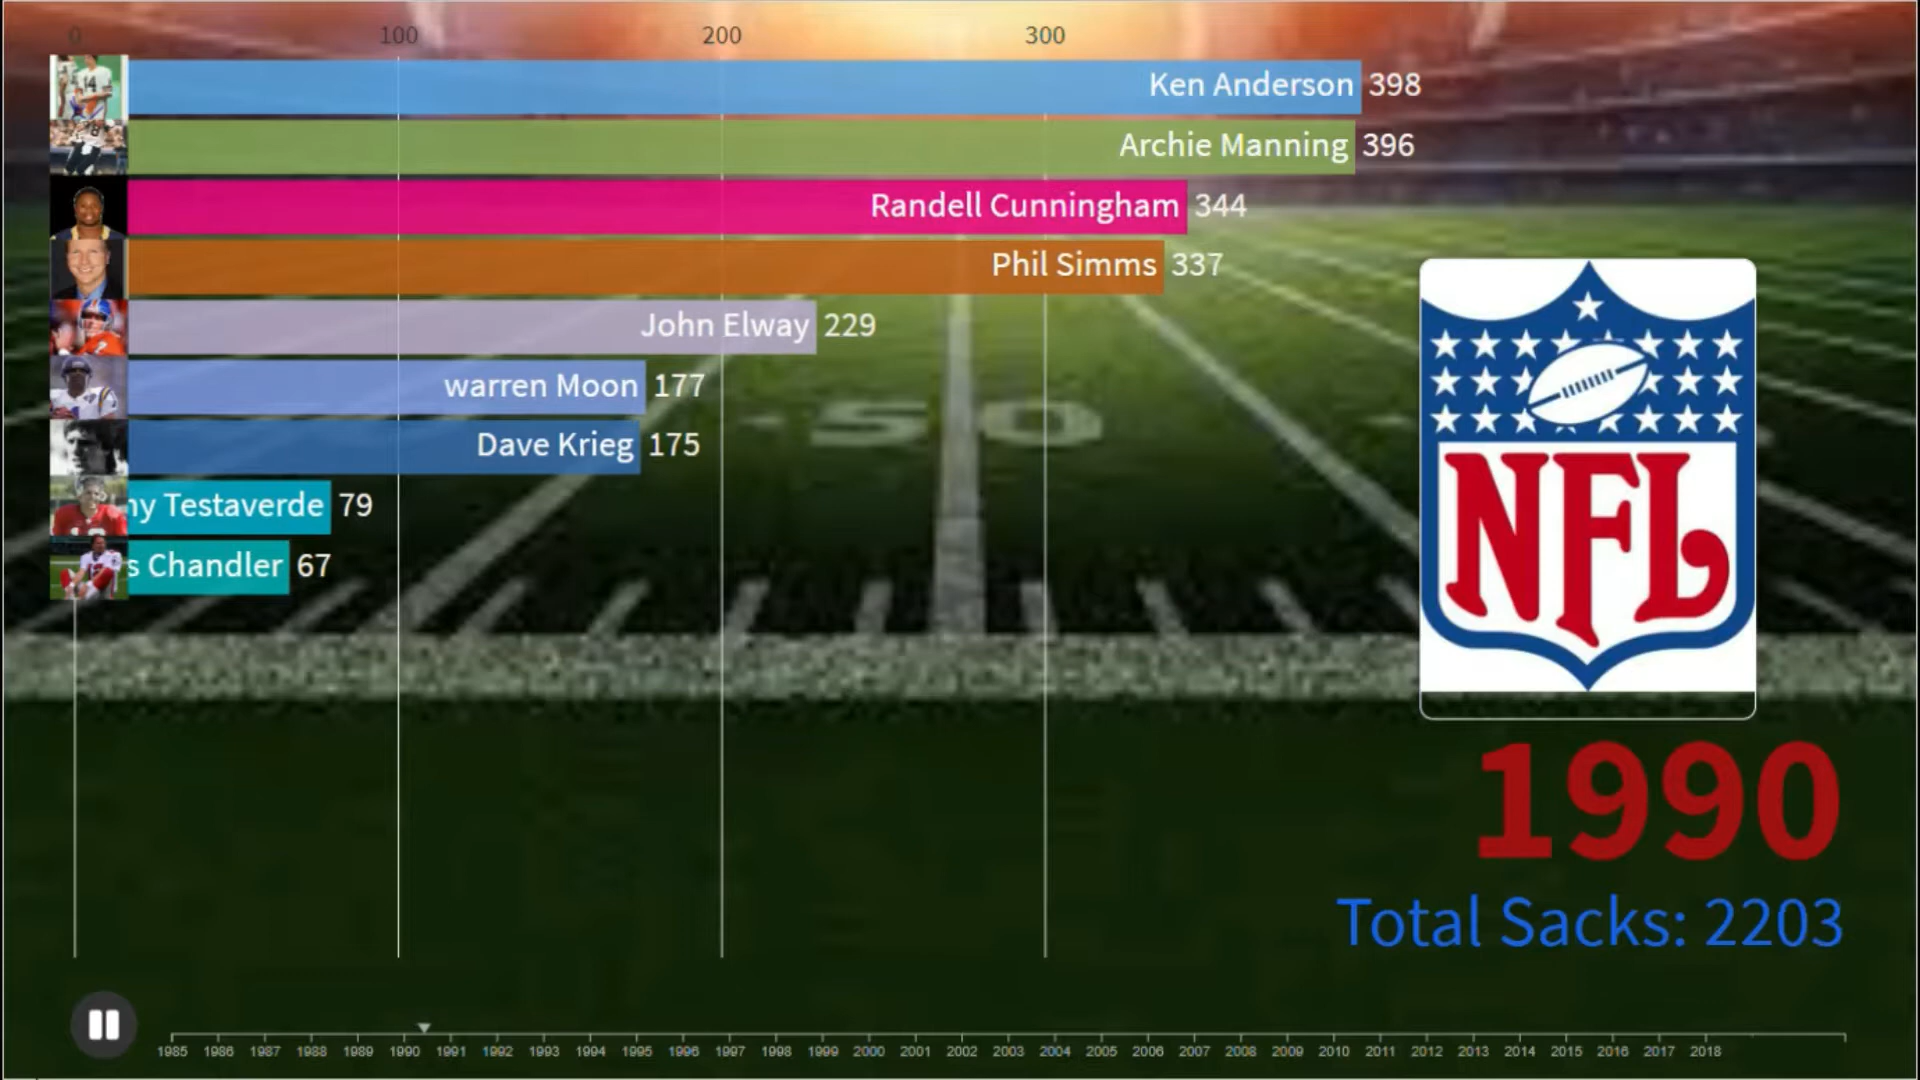 0 100 200 300
Ken Anderson 398
Archie Manning 396
Randell Cunningham 344
Phil Simms 337
John Elway 229
warren Moon 177
Dave Krieg 175
ny Testaverde 79
s Chandler 67
50
NFL
1990
Total Sacks: 2203
1985 1986 1987 1988 1989 1990 1991 1992 1993 1994 1995 1996 1997 1998 1999 2000 2001 2002 2003 2004 2005 2006 2007 2008 2009 2010 2011 2012 2013 2014 2015 2016 2017 2018